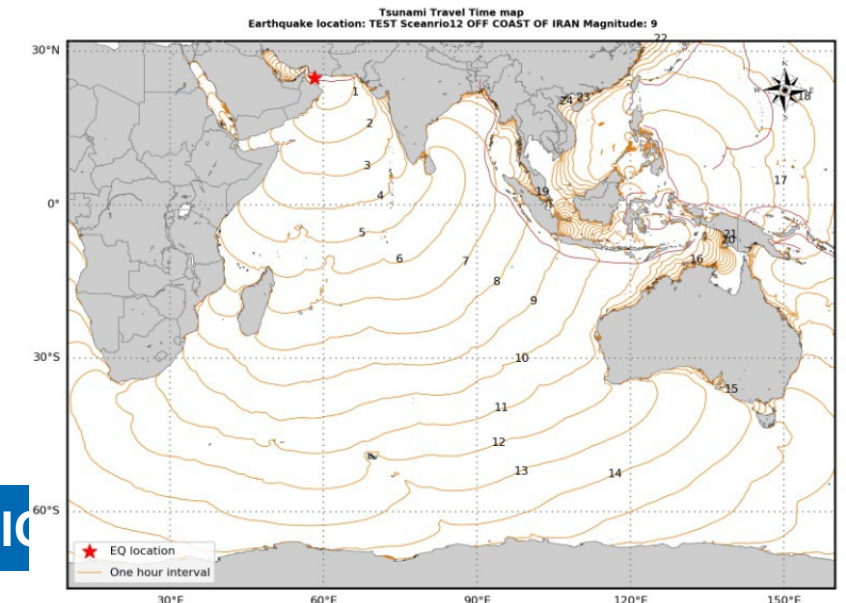 Tsunami Travel Time map
Earthquake location: TEST Sceanrio12 OFF COAST OF IRAN Magnitude: 9
22
30°N
1
24 23
18
2
3
17
19
4
0°
5
21
20
6
7
16
8
9
30°S
10
15
11
12
13
14
60°S
IO
EQ location
One hour interval
30°E 60°E 90°E 120°E 150°E